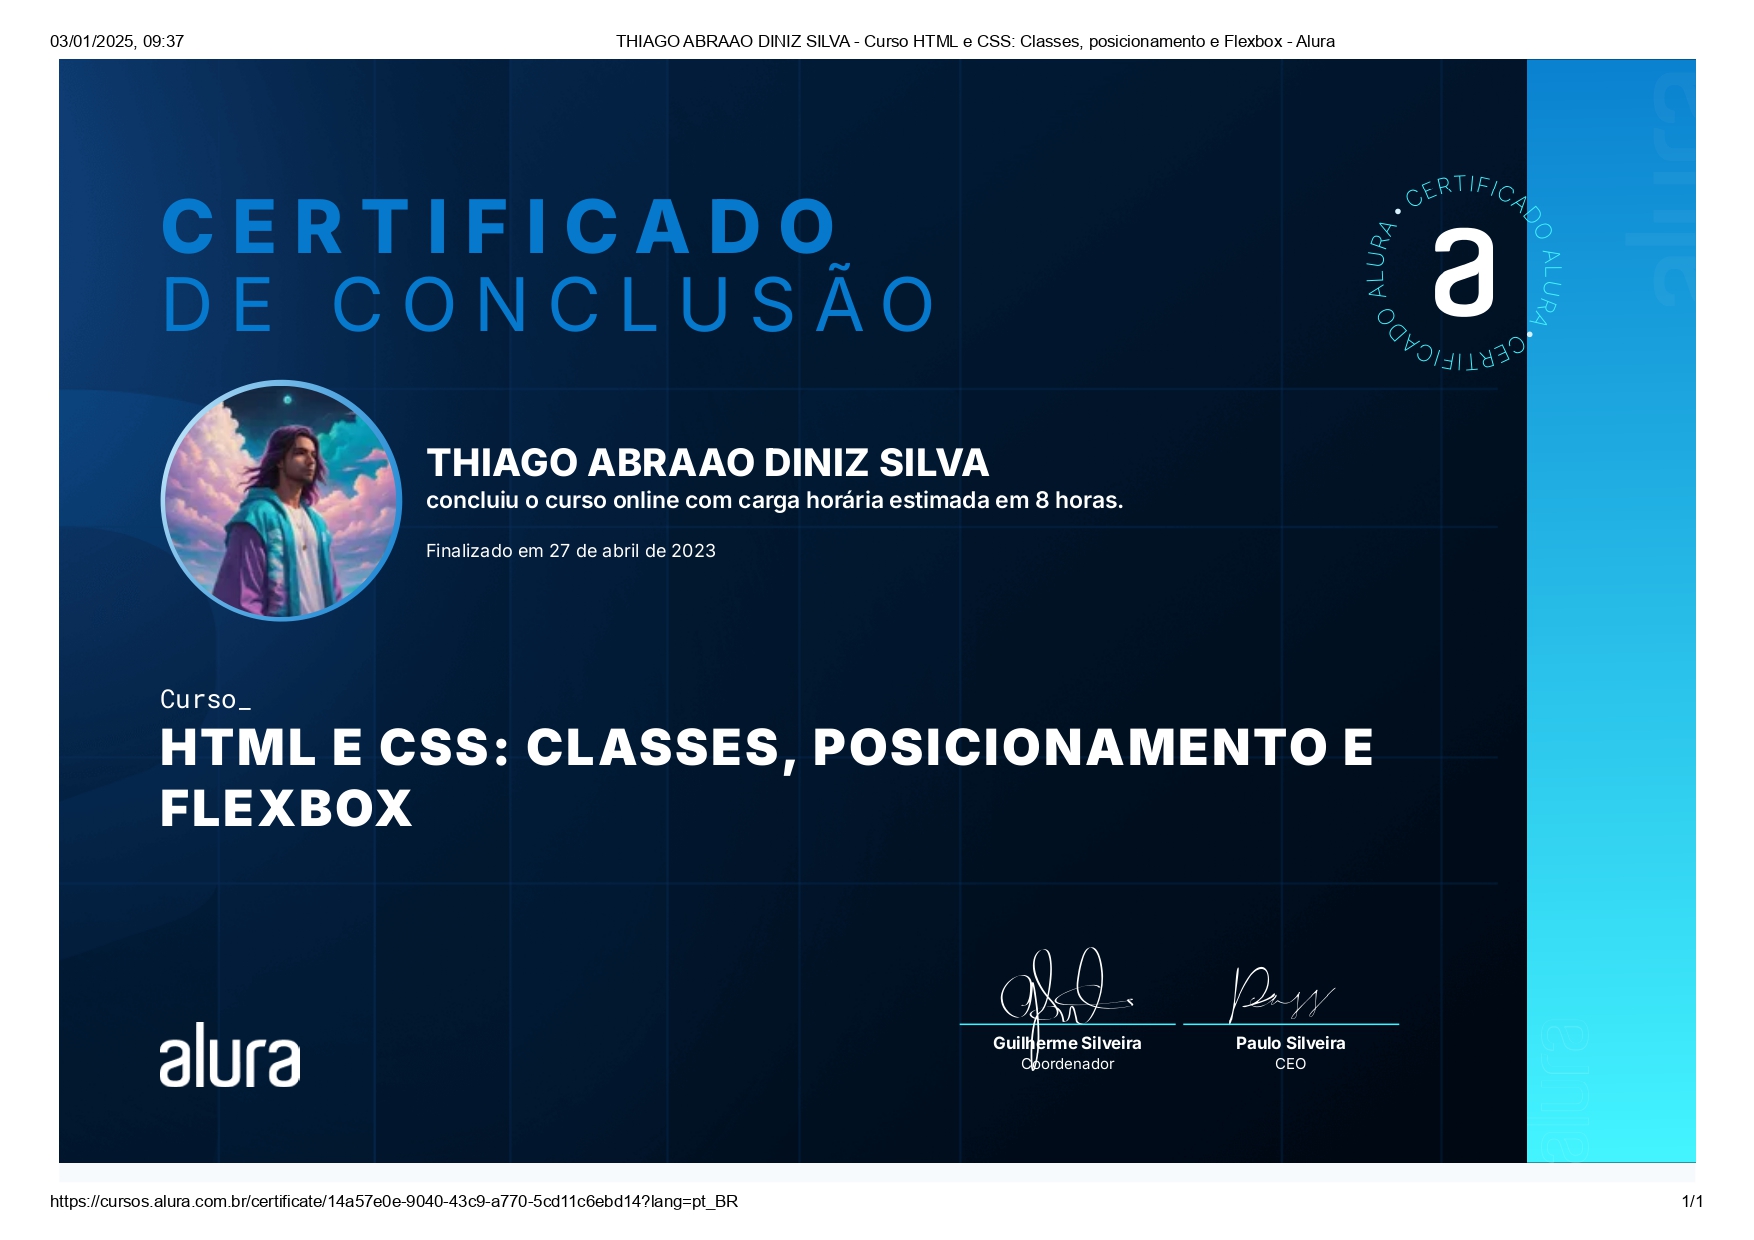 03/01/2025, 09:37
THIAGO ABRAAO DINIZ SILVA - Curso HTML e CSS: Classes, posicionamento e Flexbox - Alura
alura
CERTIFICADO
DE CONCLUSÃO
CERTIFICADO ALURA • CERTIFICADO ALURA •
a
THIAGO ABRAAO DINIZ SILVA
concluiu o curso online com carga horária estimada em 8 horas.
Finalizado em 27 de abril de 2023
Curso_
HTML E CSS: CLASSES, POSICIONAMENTO E
FLEXBOX
Guilherme Silveira
Coordenador
Paulo Silveira
CEO
alura
alura
https://cursos.alura.com.br/certificate/14a57e0e-9040-43c9-a770-5cd11c6ebd14?lang=pt_BR
1/1